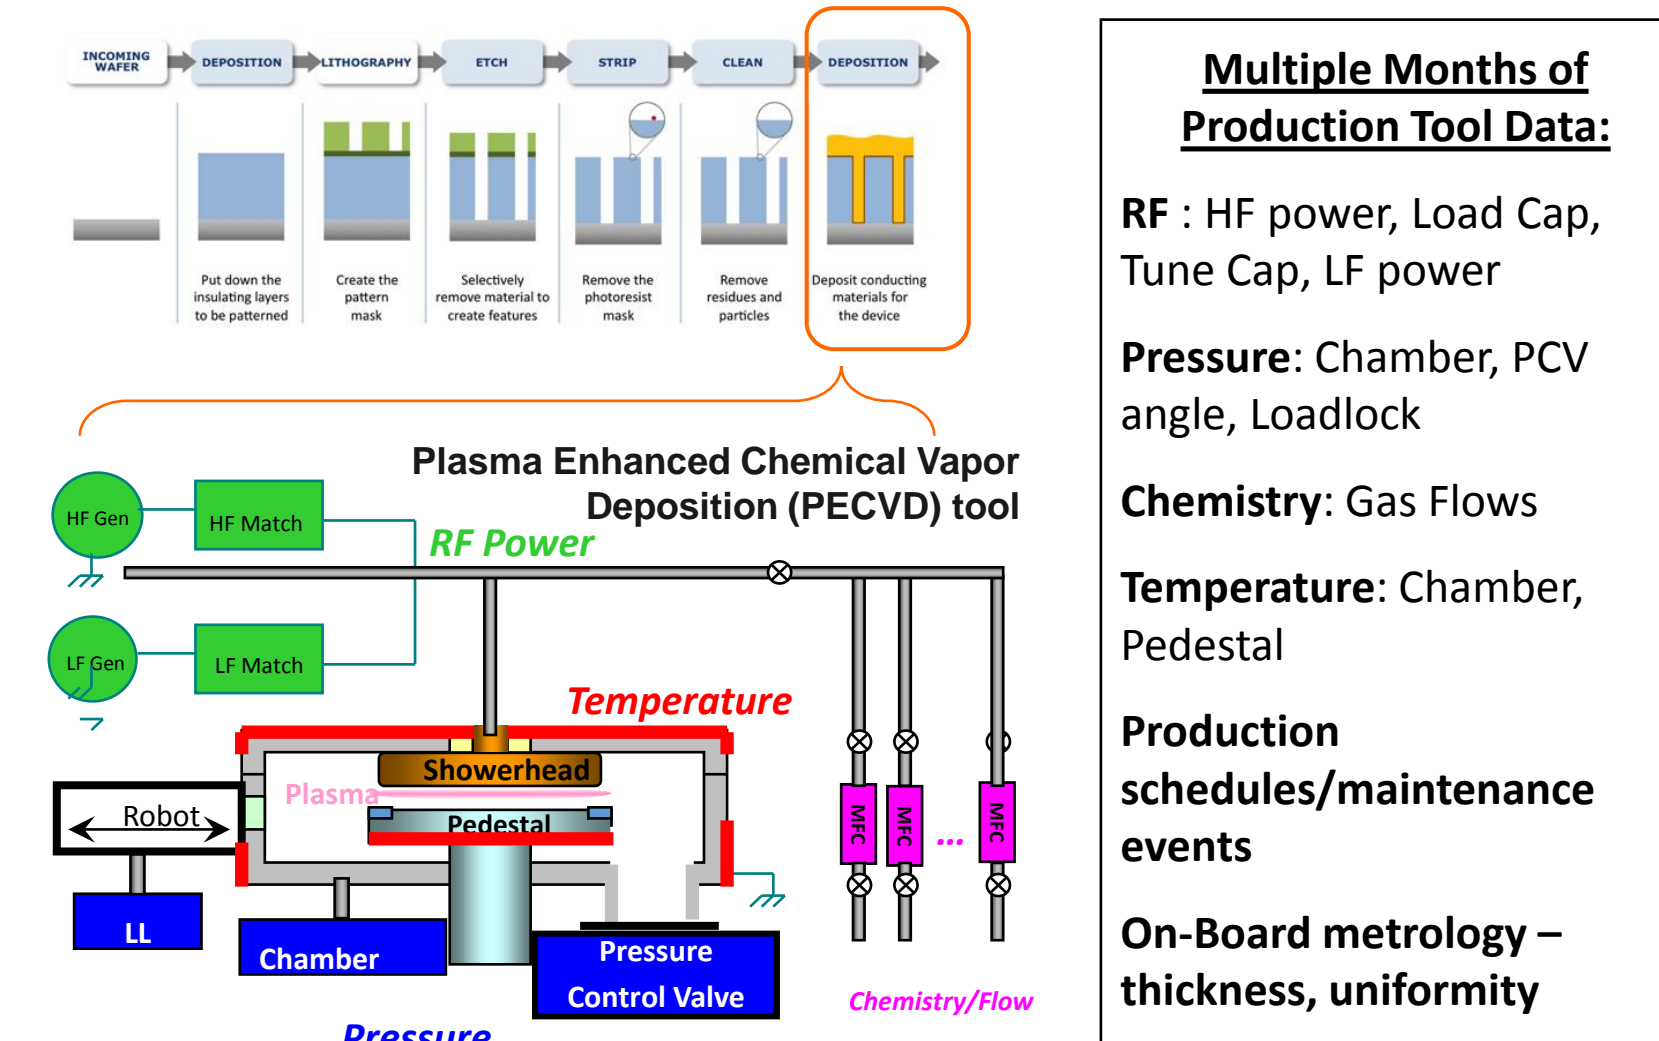 INCOMING
WAFER
DEPOSITION
LITHOGRAPHY
ETCH
STRIP
CLEAN
DEPOSITION
Put down the
insulating layers
to be patterned
Create the
pattern
mask
Selectively
remove material to
create features
Remove the
photoresist
mask
Remove
residues and
particles
Deposit conducting
materials for
the device
Plasma Enhanced Chemical Vapor
Deposition (PECVD) tool
HF Gen
HF Match
RF Power
LF Gen
LF Match
Temperature
Showerhead
Plasma
Robot
Pedestal
MFC
MFC
...
MFC
LL
Chamber
Pressure
Control Valve
Chemistry/Flow
Pressure
Multiple Months of
Production Tool Data:
RF : HF power, Load Cap,
Tune Cap, LF power
Pressure: Chamber, PCV
angle, Loadlock
Chemistry: Gas Flows
Temperature: Chamber,
Pedestal
Production
schedules/maintenance
events
On-Board metrology –
thickness, uniformity